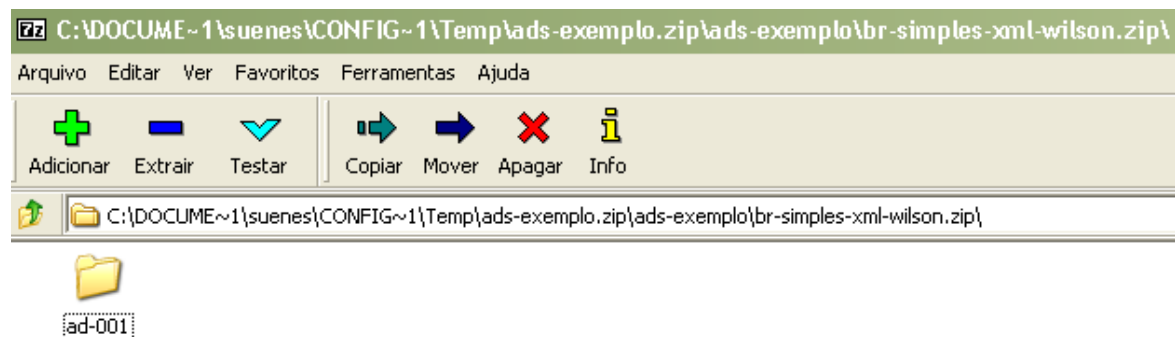 7z C:\DOCUME~1\suenes\CONFIG~1\Temp\ads-exemplo.zip\ads-exemplo\br-simples-xml-wilson.zip\
Arquivo Editar Ver Favoritos Ferramentas Ajuda
Adicionar Extrair Testar Copiar Mover Apagar Info
C:\DOCUME~1\suenes\CONFIG~1\Temp\ads-exemplo.zip\ads-exemplo\br-simples-xml-wilson.zip\
ad-001